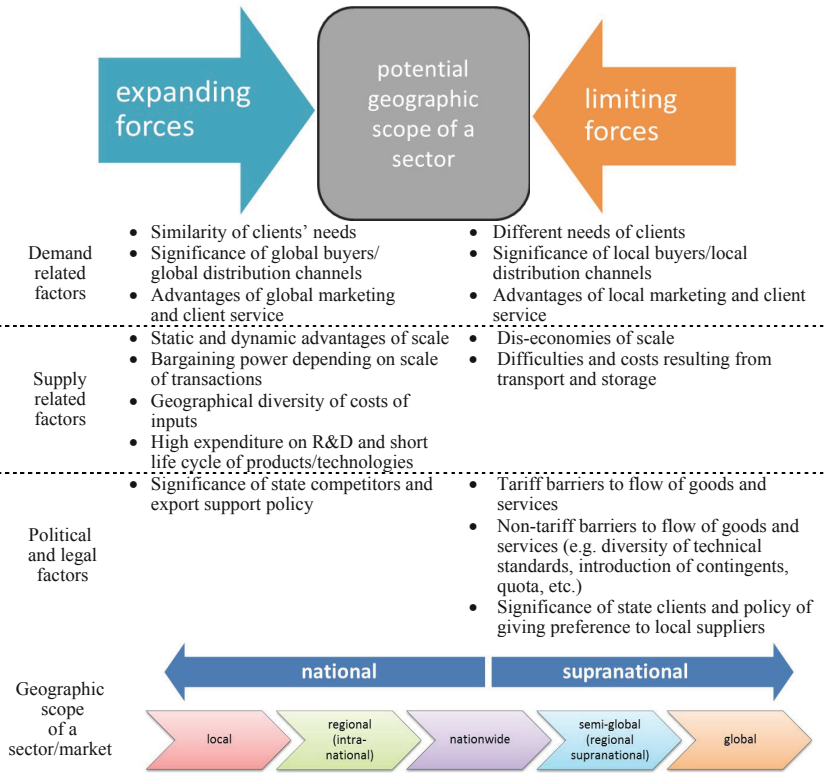 expanding
forces
potential
geographic
scope of a
sector
limiting
forces
Demand
related
factors
• Similarity of clients' needs
• Significance of global buyers/
global distribution channels
• Advantages of global marketing
and client service
• Different needs of clients
• Significance of local buyers/local
distribution channels
• Advantages of local marketing and client
service
Supply
related
factors
• Static and dynamic advantages of scale
• Bargaining power depending on scale
of transactions
• Geographical diversity of costs of
inputs
• High expenditure on R&D and short
life cycle of products/technologies
• Dis-economies of scale
• Difficulties and costs resulting from
transport and storage
Political
and legal
factors
• Significance of state competitors and
export support policy
• Tariff barriers to flow of goods and
services
• Non-tariff barriers to flow of goods and
services (e.g. diversity of technical
standards, introduction of contingents,
quota, etc.)
• Significance of state clients and policy of
giving preference to local suppliers
Geographic
scope
of a
sector/market
national
supranational
local
regional
(intra-
national)
nationwide
semi-global
(regional
supranational)
global